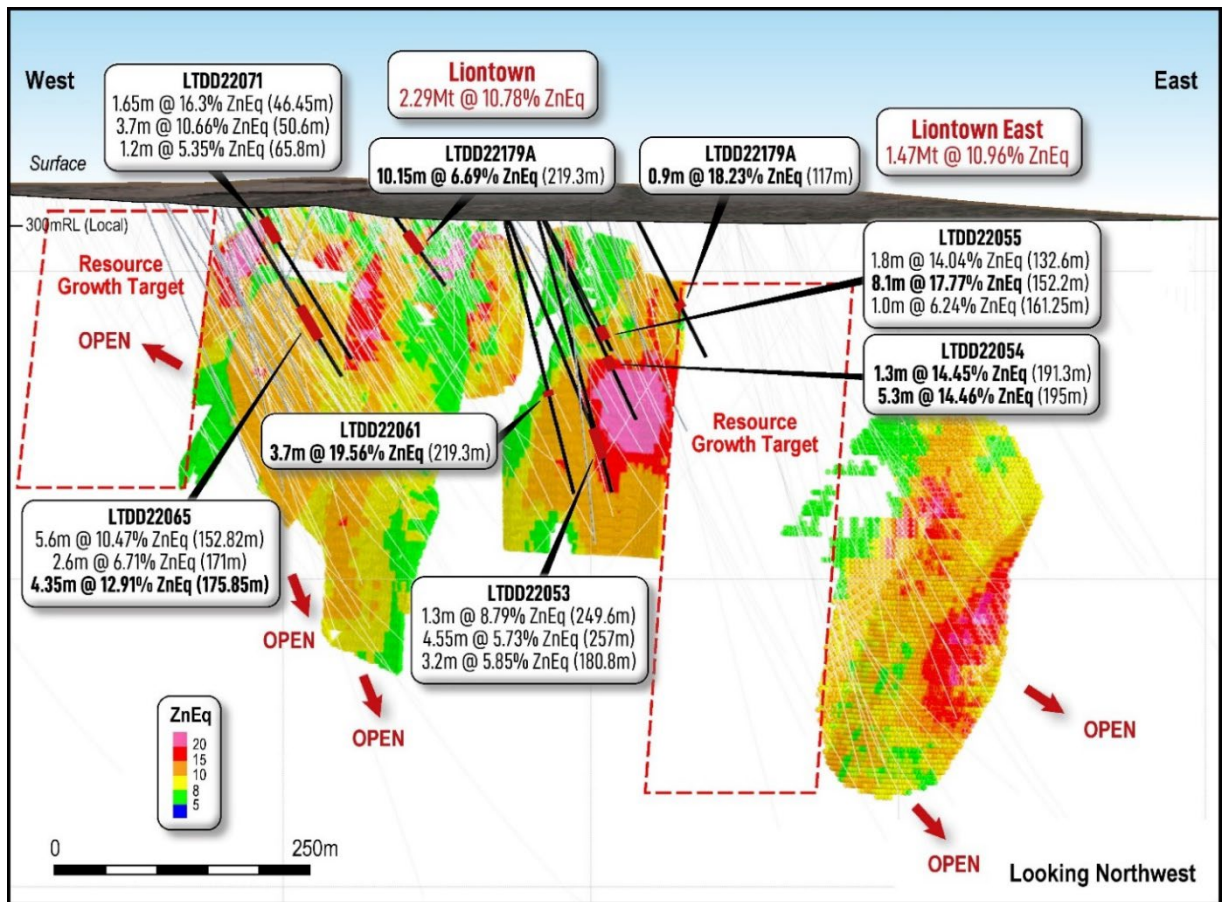 West
East
LTDD22071
1.65m @ 16.3% ZnEq (46.45m)
3.7m @ 10.66% ZnEq (50.6m)
1.2m @ 5.35% ZnEq (65.8m)
Liontown
2.29Mt @ 10.78% ZnEq
Liontown East
1.47Mt @ 10.96% ZnEq
Surface
LTDD22179A
10.15m @ 6.69% ZnEq (219.3m)
LTDD22179A
0.9m @ 18.23% ZnEq (117m)
300mRL (Local)
Resource
Growth Target
OPEN
LTDD22055
1.8m @ 14.04% ZnEq (132.6m)
8.1m @ 17.77% ZnEq (152.2m)
1.0m @ 6.24% ZnEq (161.25m)
LTDD22054
1.3m @ 14.45% ZnEq (191.3m)
5.3m @ 14.46% ZnEq (195m)
Resource
Growth Target
LTDD22061
3.7m @ 19.56% ZnEq (219.3m)
LTDD22065
5.6m @ 10.47% ZnEq (152.82m)
2.6m @ 6.71% ZnEq (171m)
4.35m @ 12.91% ZnEq (175.85m)
LTDD22053
1.3m @ 8.79% ZnEq (249.6m)
4.55m @ 5.73% ZnEq (257m)
3.2m @ 5.85% ZnEq (180.8m)
OPEN
OPEN
OPEN
OPEN
ZnEq
20
15
10
8
5
0
250m
Looking Northwest